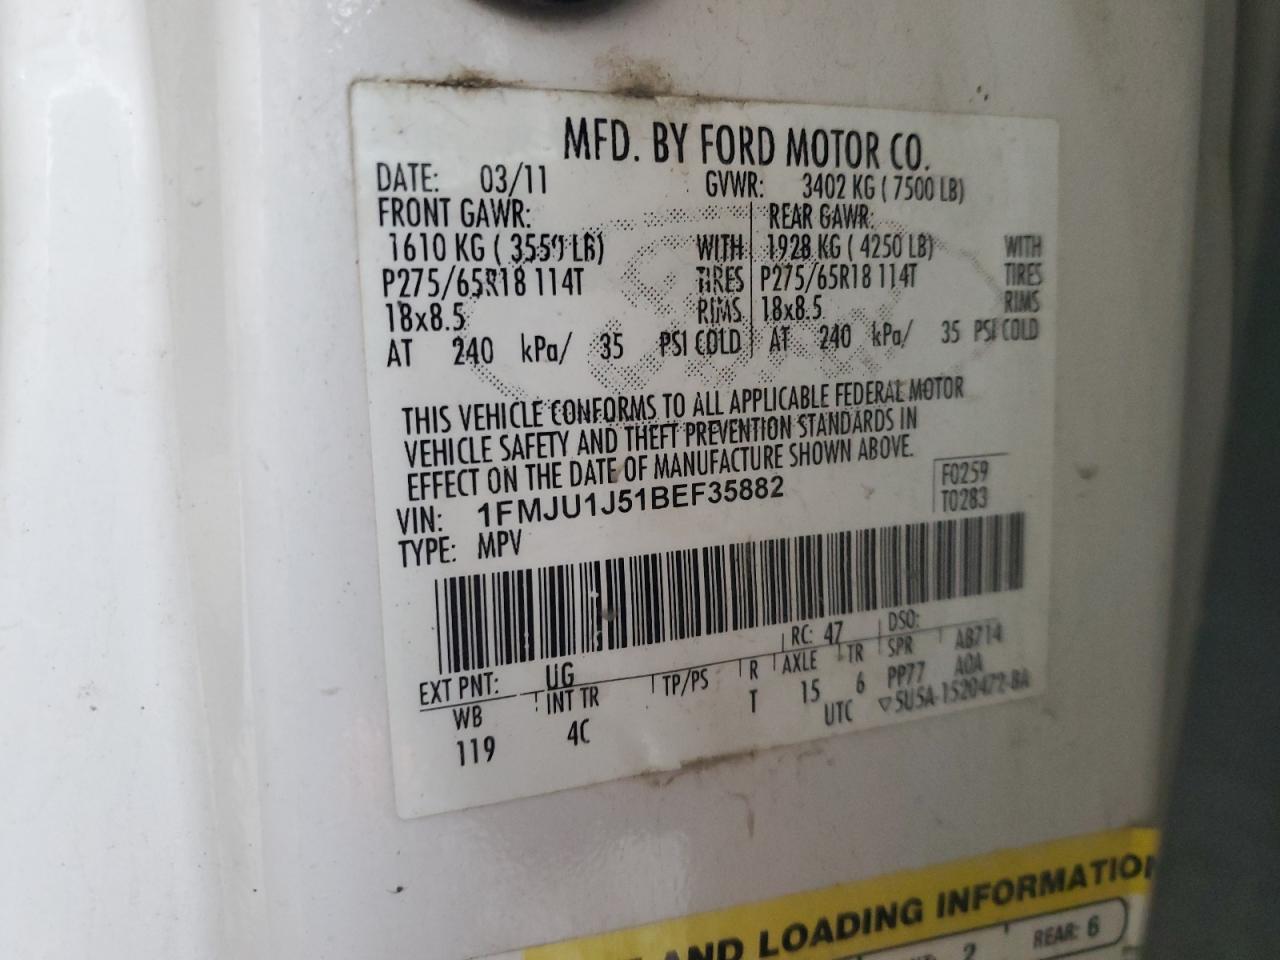 MFD. BY FORD MOTOR CO.
DATE: 03/11 GVWR: 3402 KG ( 7500 LB)
FRONT GAWR: REAR GAWR:
1610 KG ( 3550 LB) WITH 1928 KG ( 4250 LB) WITH
P275/65R18 114T TIRES P275/65R18 114T TIRES
18x8.5 RIMS 18x8.5 RIMS
AT 240 kPa/ 35 PSI COLD AT 240 kPa/ 35 PSI COLD
THIS VEHICLE CONFORMS TO ALL APPLICABLE FEDERAL MOTOR
VEHICLE SAFETY AND THEFT PREVENTION STANDARDS IN
EFFECT ON THE DATE OF MANUFACTURE SHOWN ABOVE.
VIN: 1FMJU1J51BEF35882 F0259
TYPE: MPV T0283
EXT PNT: UG RC: 47 DSO:
WB INT TR TP/PS R AXLE TR SPR AB714
119 4C T 15 6 PP77 AOA
UTC ▽5U5A-1520472-BA
AND LOADING INFORMATION
2 REAR: 6